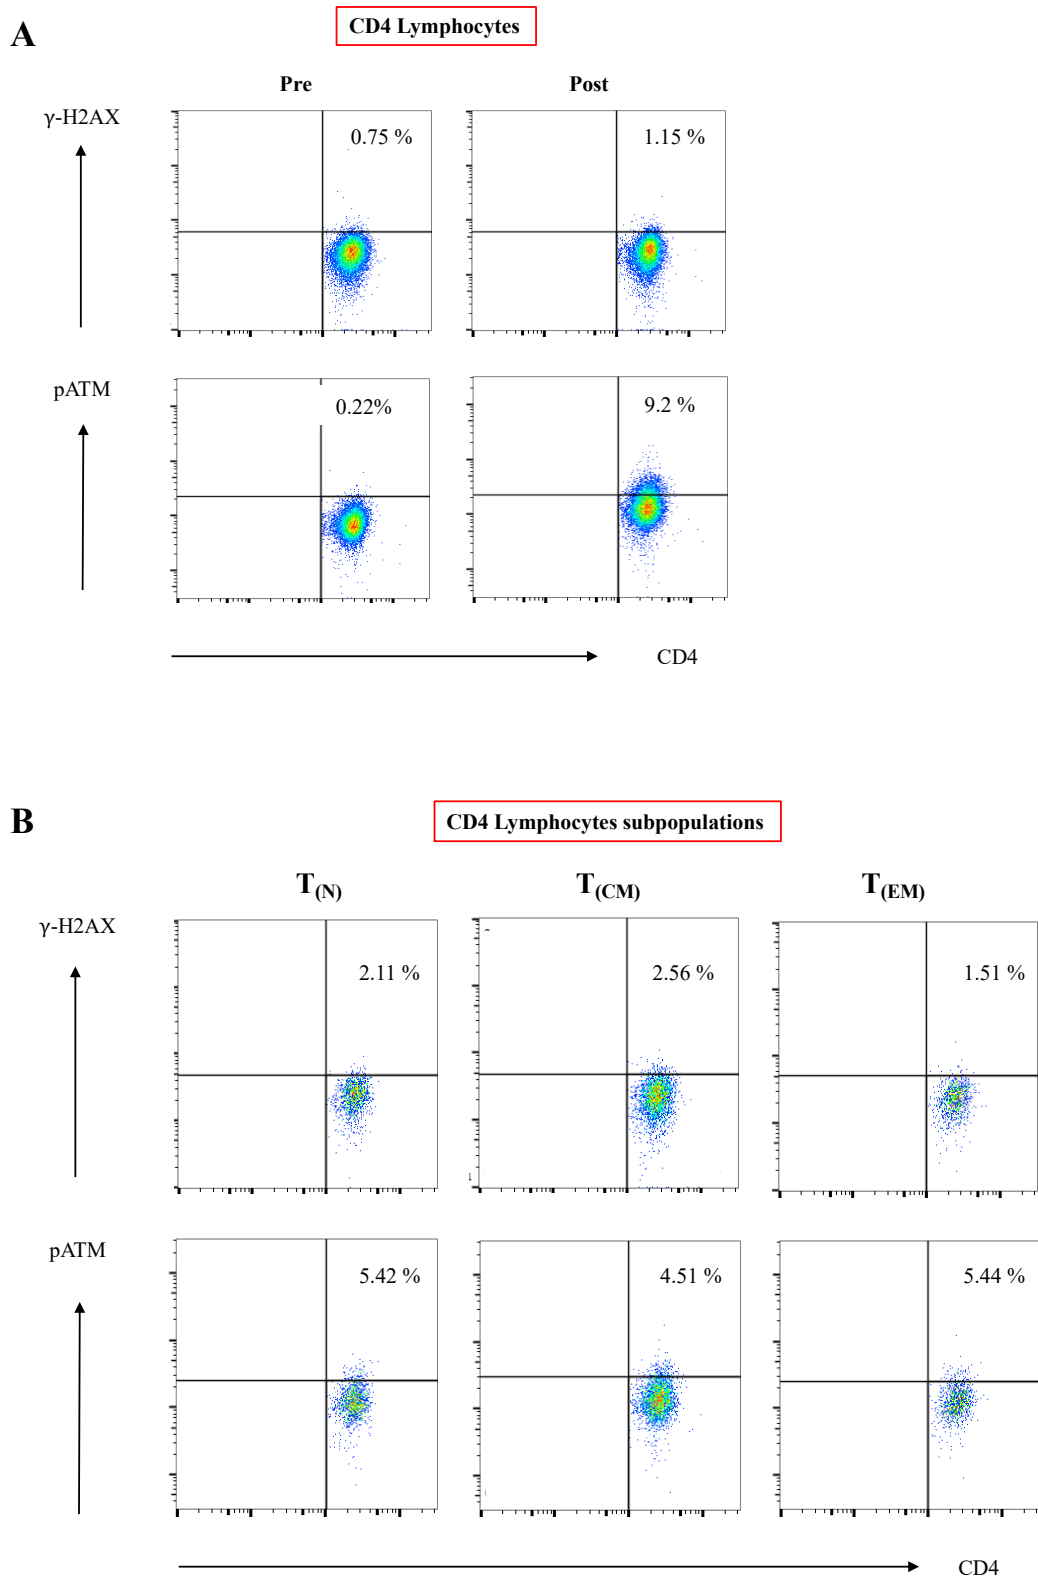 A
CD4 Lymphocytes
Pre
Post
γ-H2AX
0.75 %
1.15 %
pATM
0.22%
9.2 %
CD4
B
CD4 Lymphocytes subpopulations
T(N)
T(CM)
T(EM)
γ-H2AX
2.11 %
2.56 %
1.51 %
pATM
5.42 %
4.51 %
5.44 %
CD4